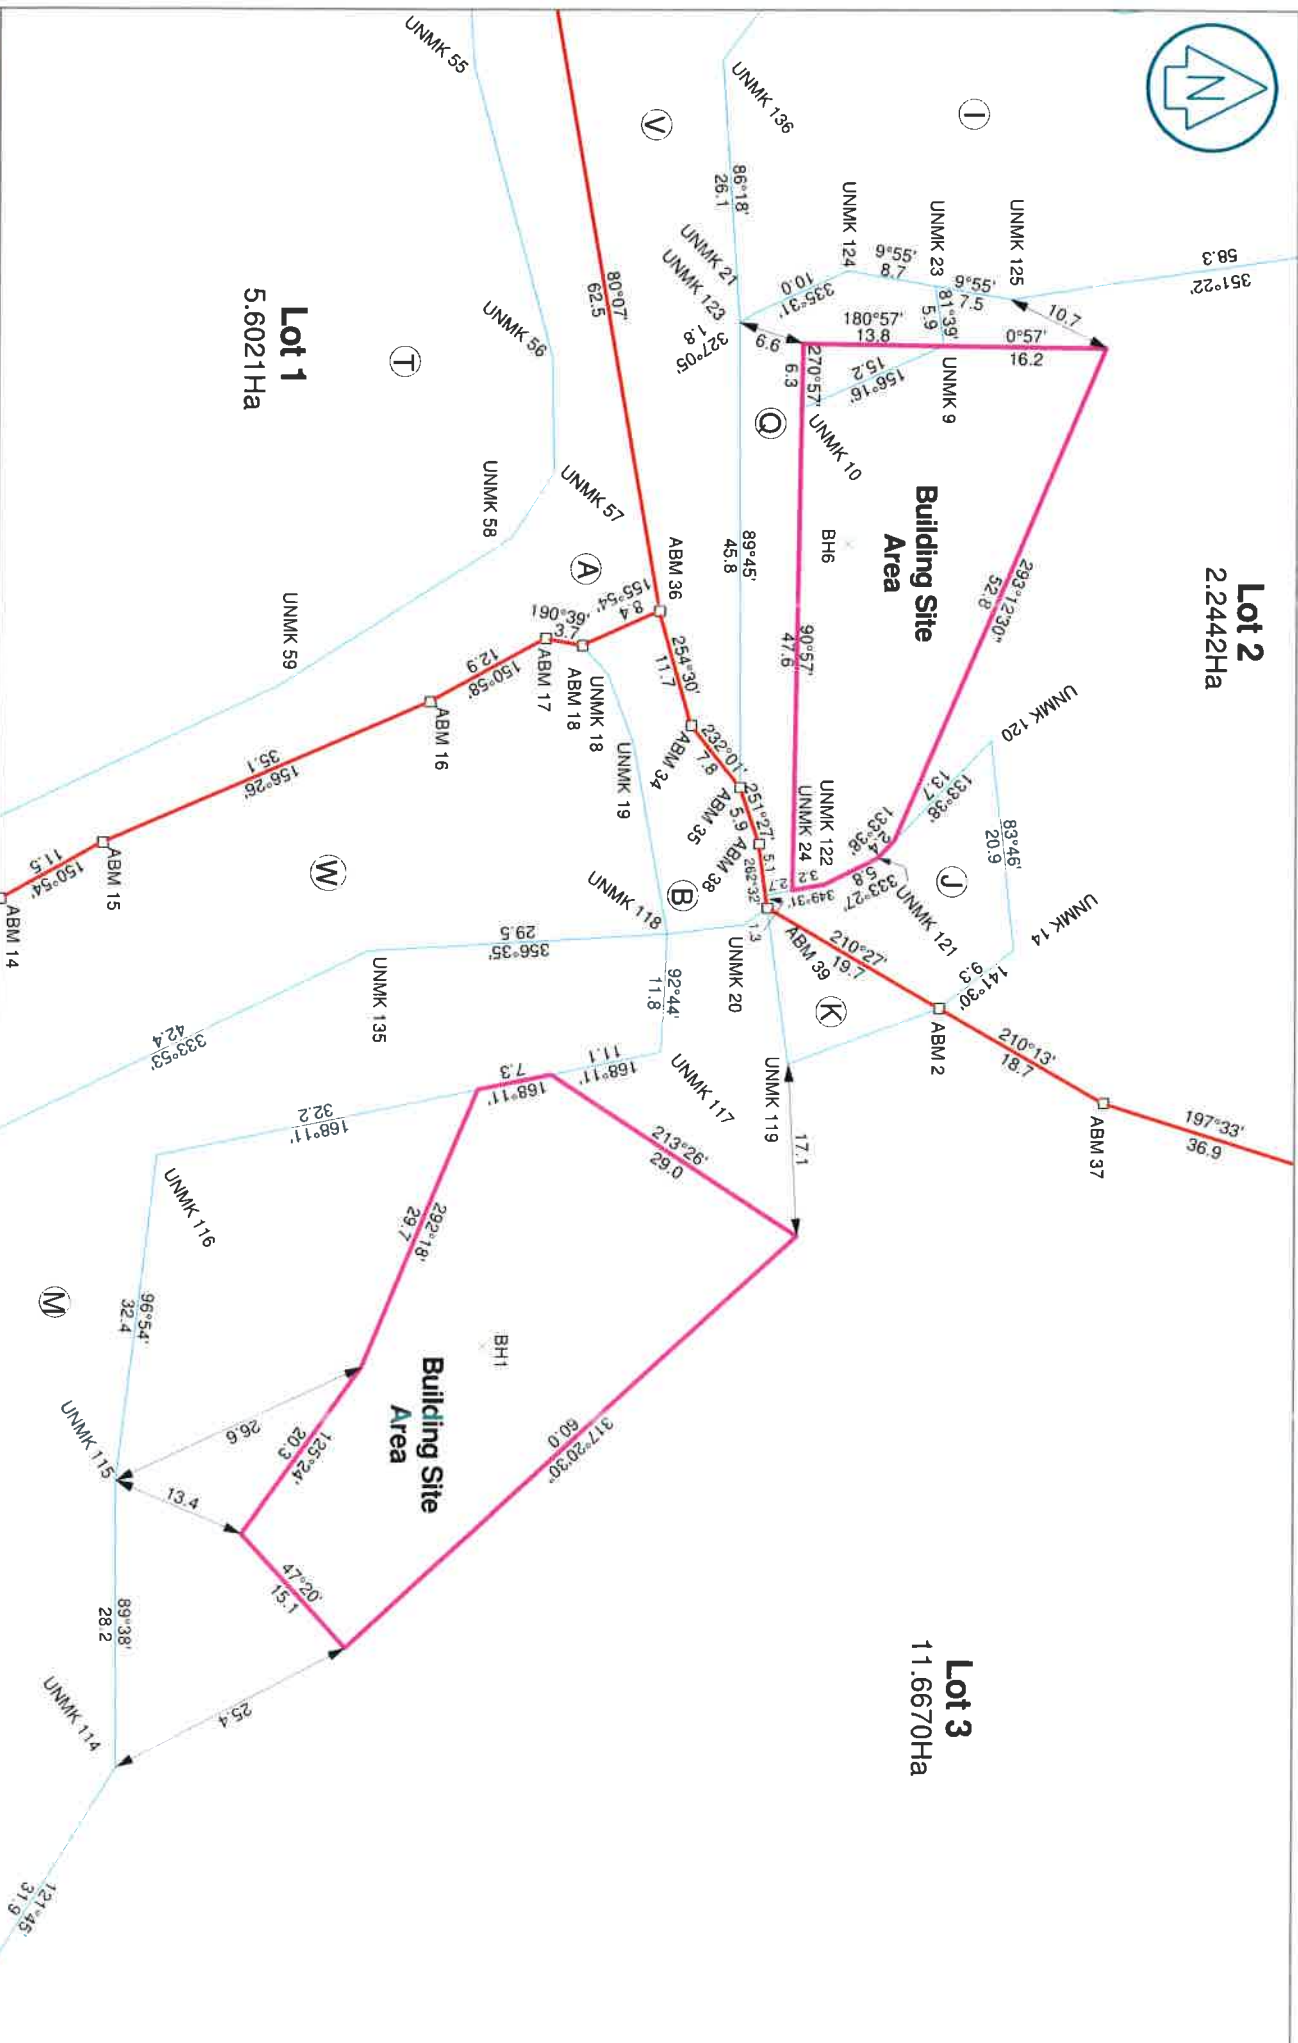 N
Lot 2
2.2442Ha
Lot 1
5.6021Ha
Lot 3
11.6670Ha
I
V
T
Q
A
W
B
J
K
M
58.3
351°22'
UNMK 125
10.7
9°55'
7.5
UNMK 23
81°39'
5.9
9°55'
8.7
UNMK 124
335°31'
10.0
UNMK 136
86°18'
26.1
UNMK 21
UNMK 123
327°05'
1.8
6.6
180°57'
13.8
0°57'
16.2
UNMK 9
156°16'
15.2
270°57'
6.3
UNMK 10
Building Site
Area
BH6
293°12'30"
52.8
90°57'
47.6
89°45'
45.8
UNMK 120
133°38'
13.7
133°38'
2.4
83°46'
20.9
UNMK 14
141°30'
9.3
UNMK 121
333°27'
5.8
UNMK 122
UNMK 24
3.2
349°31'
2.7
UNMK 55
UNMK 56
UNMK 57
UNMK 58
UNMK 59
80°07'
62.5
ABM 36
254°30'
11.7
ABM 34
232°01'
7.8
ABM 35
251°27'
5.9
ABM 38
5.1
262°32'
ABM 39
1.3
210°27'
19.7
ABM 2
210°13'
18.7
ABM 37
197°33'
36.9
155°54'
8.4
190°39'
3.7
ABM 18
ABM 17
UNMK 18
UNMK 19
150°58'
12.9
ABM 16
156°26'
35.1
ABM 15
150°54'
11.5
ABM 14
UNMK 118
UNMK 20
356°35'
29.5
UNMK 135
333°53'
42.4
92°44'
11.8
UNMK 117
UNMK 119
17.1
168°11'
11.1
168°11'
7.3
168°11'
32.2
UNMK 116
213°26'
29.0
292°18'
29.7
BH1
Building Site
Area
317°20'30"
60.0
125°24'
20.3
47°20'
15.1
26.6
13.4
25.4
96°54'
32.4
UNMK 115
89°38'
28.2
UNMK 114
121°45'
31.9